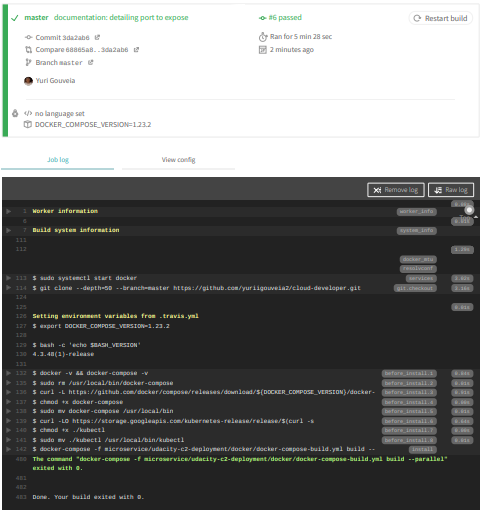 master documentation: detailing port to expose
#6 passed
Restart build
Commit 3da2ab6
Ran for 5 min 28 sec
Compare 68865a8..3da2ab6
2 minutes ago
Branch master
Yuri Gouveia
</> no language set
DOCKER_COMPOSE_VERSION=1.23.2
Job log
View config
Remove log
Raw log
1 Worker information worker_info
6
7 Build system information system_info
111
112
docker_mtu
resolvconf
113 $ sudo systemctl start docker services
114 $ git clone --depth=50 --branch=master https://github.com/yuriigouveia2/cloud-developer.git git.checkout
124
125
126 Setting environment variables from .travis.yml
127 $ export DOCKER_COMPOSE_VERSION=1.23.2
128
129 $ bash -c 'echo $BASH_VERSION'
130 4.3.48(1)-release
131
132 $ docker -v && docker-compose -v before_install.1
135 $ sudo rm /usr/local/bin/docker-compose before_install.2
136 $ curl -L https://github.com/docker/compose/releases/download/${DOCKER_COMPOSE_VERSION}/docker- before_install.3
137 $ chmod +x docker-compose before_install.4
138 $ sudo mv docker-compose /usr/local/bin before_install.5
139 $ curl -LO https://storage.googleapis.com/kubernetes-release/release/$(curl -s before_install.6
140 $ chmod +x ./kubectl before_install.7
141 $ sudo mv ./kubectl /usr/local/bin/kubectl before_install.8
142 $ docker-compose -f microservice/udacity-c2-deployment/docker/docker-compose-build.yml build -- install
480 The command "docker-compose -f microservice/udacity-c2-deployment/docker/docker-compose-build.yml build --parallel"
exited with 0.
481
482
483 Done. Your build exited with 0.